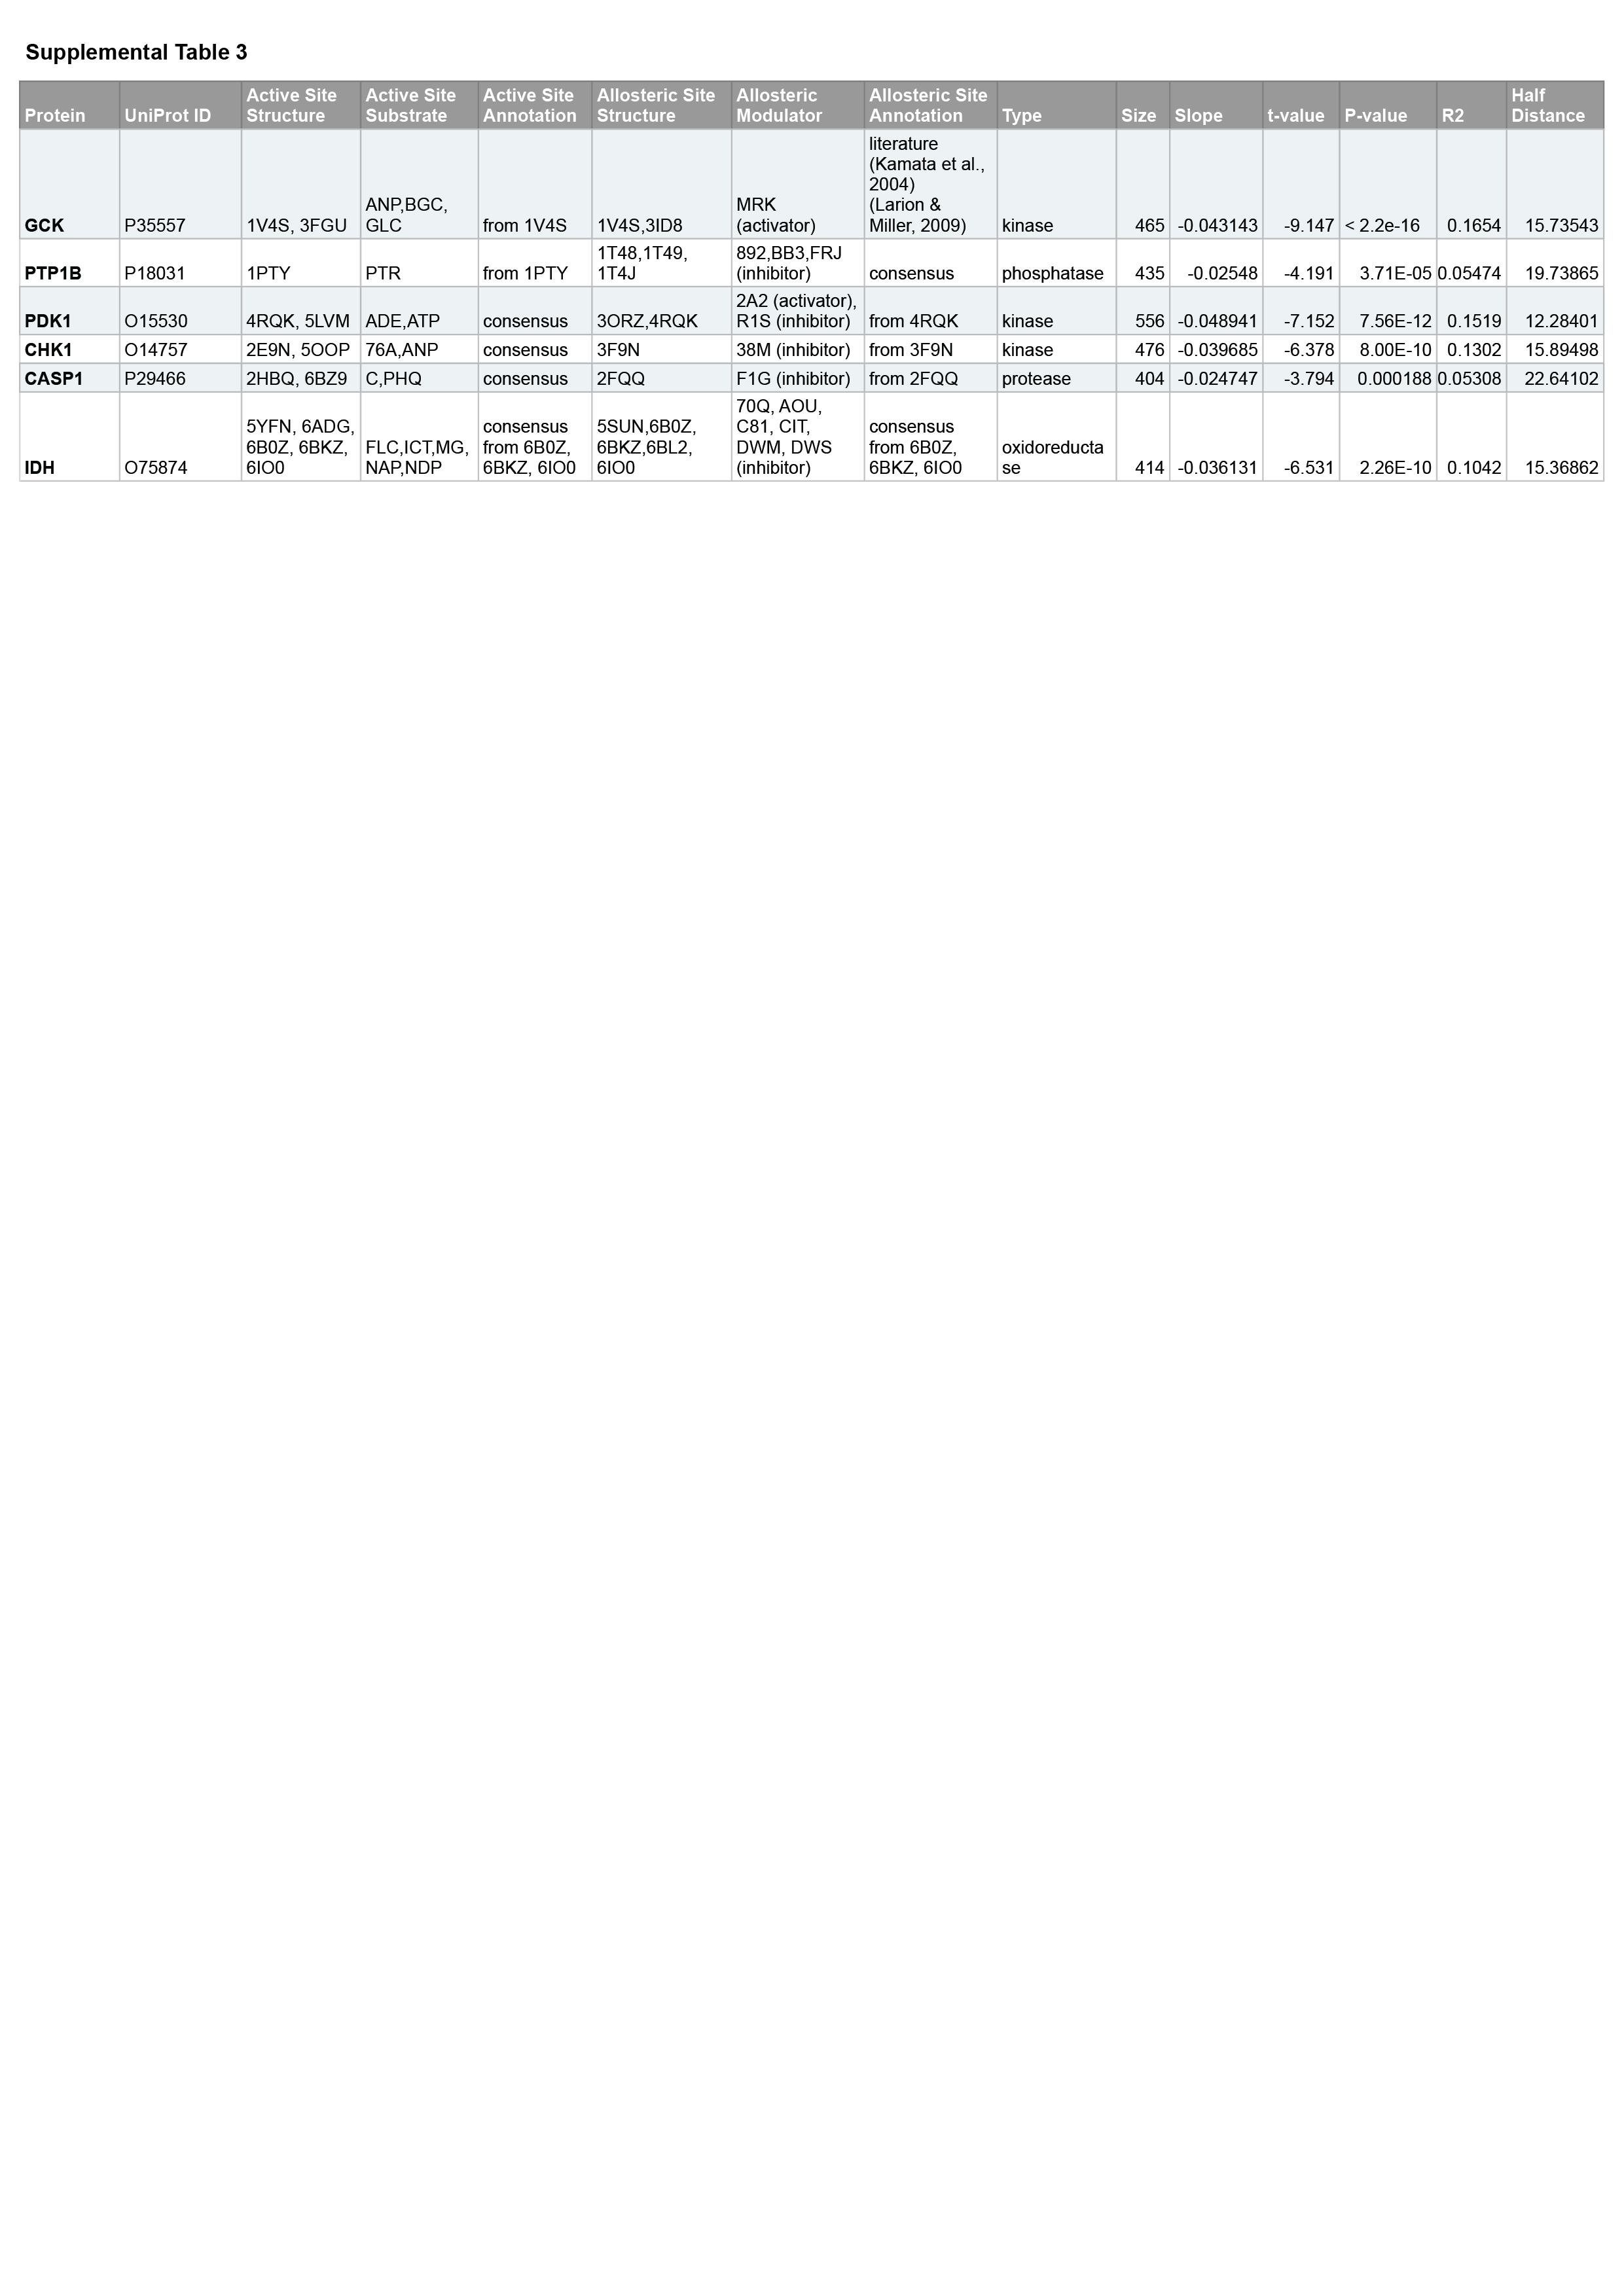 Supplemental Table 3
Protein UniProt ID Active Site Structure Active Site Substrate Active Site Annotation Allosteric Site Structure Allosteric Modulator Allosteric Site Annotation Type Size Slope t-value P-value R2 Half Distance
GCK P35557 1V4S, 3FGU ANP,BGC, GLC from 1V4S 1V4S,3ID8 MRK (activator) literature (Kamata et al., 2004) (Larion & Miller, 2009) kinase 465 -0.043143 -9.147 < 2.2e-16 0.1654 15.73543
PTP1B P18031 1PTY PTR from 1PTY 1T48,1T49, 1T4J 892,BB3,FRJ (inhibitor) consensus phosphatase 435 -0.02548 -4.191 3.71E-05 0.05474 19.73865
PDK1 O15530 4RQK, 5LVM ADE,ATP consensus 3ORZ,4RQK 2A2 (activator), R1S (inhibitor) from 4RQK kinase 556 -0.048941 -7.152 7.56E-12 0.1519 12.28401
CHK1 O14757 2E9N, 5OOP 76A,ANP consensus 3F9N 38M (inhibitor) from 3F9N kinase 476 -0.039685 -6.378 8.00E-10 0.1302 15.89498
CASP1 P29466 2HBQ, 6BZ9 C,PHQ consensus 2FQQ F1G (inhibitor) from 2FQQ protease 404 -0.024747 -3.794 0.000188 0.05308 22.64102
IDH O75874 5YFN, 6ADG, 6B0Z, 6BKZ, 6IO0 FLC,ICT,MG, NAP,NDP consensus from 6B0Z, 6BKZ, 6IO0 5SUN,6B0Z, 6BKZ,6BL2, 6IO0 70Q, AOU, C81, CIT, DWM, DWS (inhibitor) consensus from 6B0Z, 6BKZ, 6IO0 oxidoreductase 414 -0.036131 -6.531 2.26E-10 0.1042 15.36862